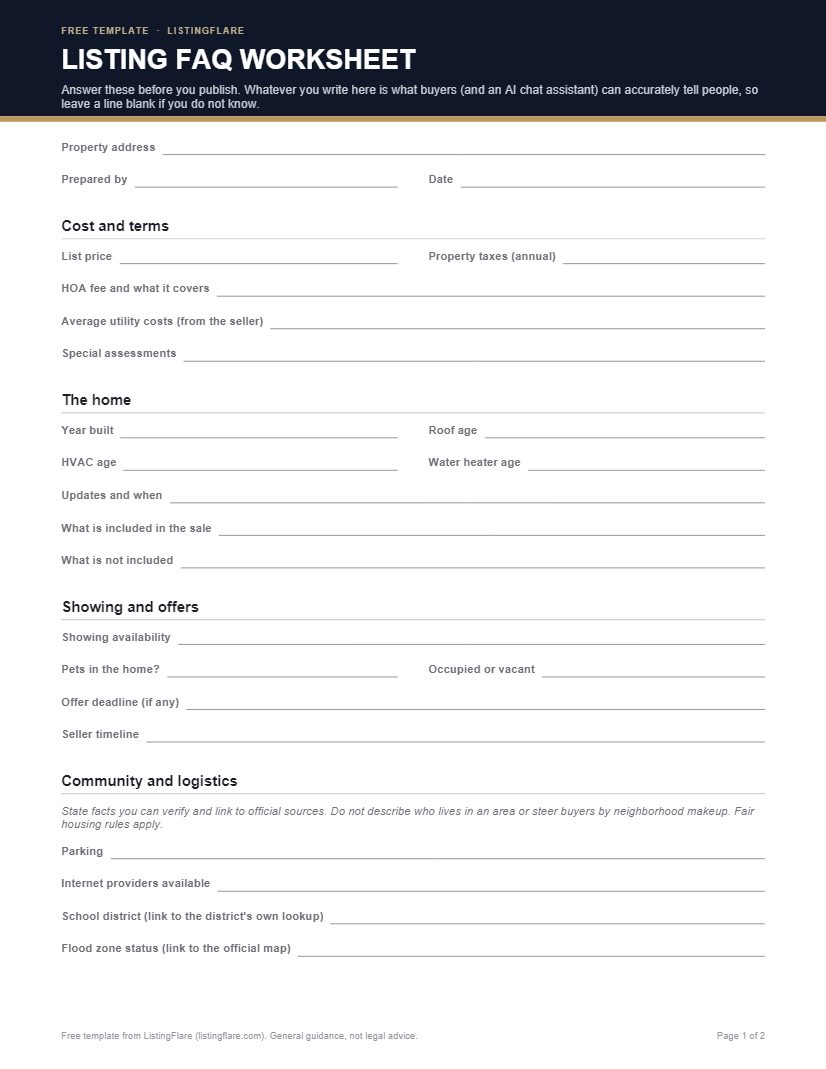 FREE TEMPLATE · LISTINGFLARE
LISTING FAQ WORKSHEET
Answer these before you publish. Whatever you write here is what buyers (and an AI chat assistant) can accurately tell people, so
leave a line blank if you do not know.
Property address
Prepared by Date
Cost and terms
List price Property taxes (annual)
HOA fee and what it covers
Average utility costs (from the seller)
Special assessments
The home
Year built Roof age
HVAC age Water heater age
Updates and when
What is included in the sale
What is not included
Showing and offers
Showing availability
Pets in the home? Occupied or vacant
Offer deadline (if any)
Seller timeline
Community and logistics
State facts you can verify and link to official sources. Do not describe who lives in an area or steer buyers by neighborhood makeup. Fair
housing rules apply.
Parking
Internet providers available
School district (link to the district's own lookup)
Flood zone status (link to the official map)
Free template from ListingFlare (listingflare.com). General guidance, not legal advice. Page 1 of 2